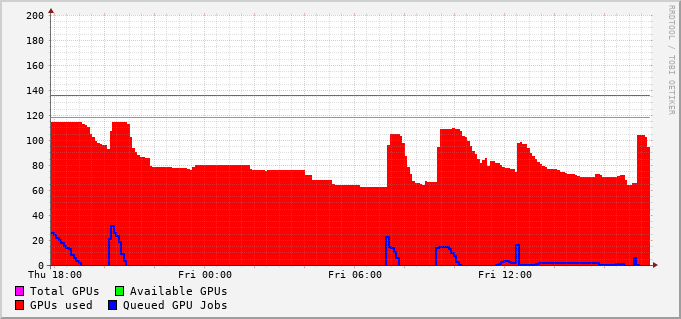 200
180
160
140
120
100
80
60
40
20
0
Thu 18:00 Fri 00:00 Fri 06:00 Fri 12:00
Total GPUs Available GPUs
GPUs used Queued GPU Jobs
RRDTOOL / TOBI OETIKER